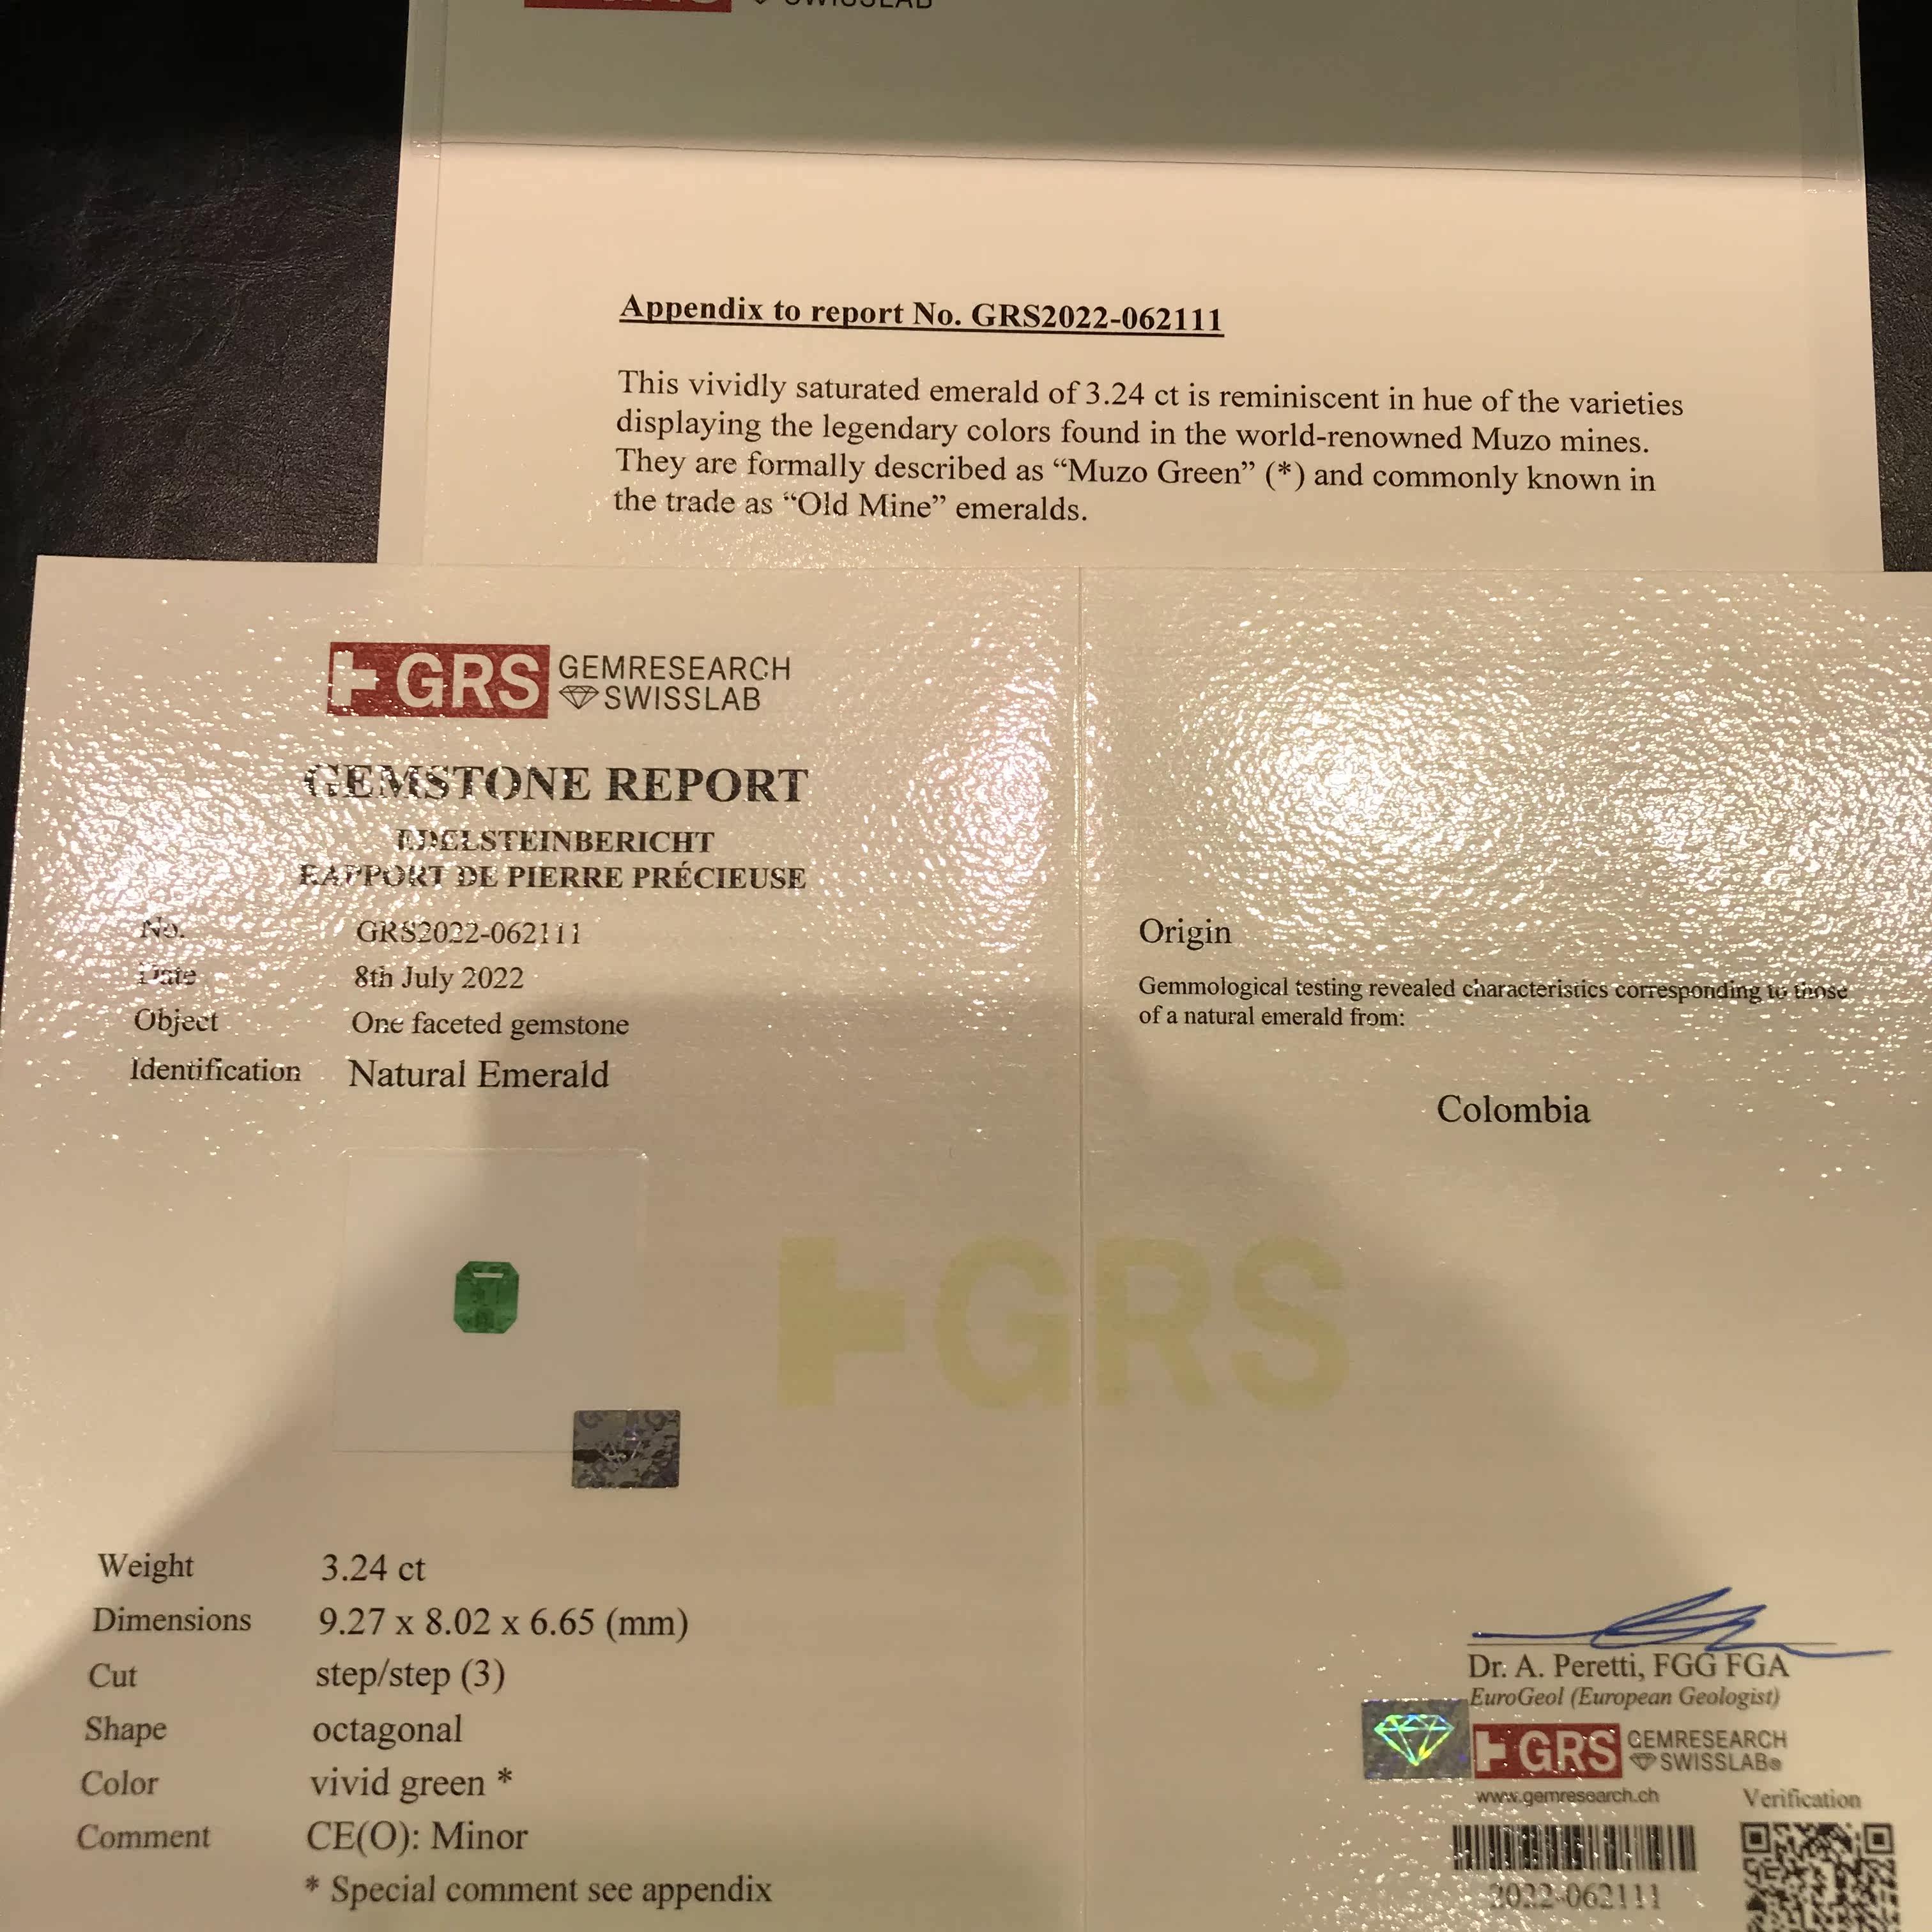 SWISSLAB
Appendix to report No. GRS2022-062111
This vividly saturated emerald of 3.24 ct is reminiscent in hue of the varieties
displaying the legendary colors found in the world-renowned Muzo mines.
They are formally described as “Muzo Green” (*) and commonly known in
the trade as “Old Mine” emeralds.
GRS GEMRESEARCH
SWISSLAB
GEMSTONE REPORT
EDELSTEINBERICHT
RAPPORT DE PIERRE PRÉCIEUSE
No. GRS2022-062111
Date 8th July 2022
Object One faceted gemstone
Identification Natural Emerald
Origin
Gemmological testing revealed characteristics corresponding to those
of a natural emerald from:
Colombia
GRS
Weight 3.24 ct
Dimensions 9.27 x 8.02 x 6.65 (mm)
Cut step/step (3)
Shape octagonal
Color vivid green *
Comment CE(O): Minor
* Special comment see appendix
Dr. A. Peretti, FGG FGA
EuroGeol (European Geologist)
GRS GEMRESEARCH
SWISSLAB®
www.gemresearch.ch
Verification
2022-062111